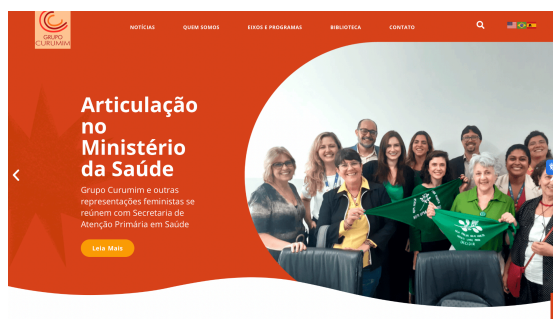 GRUPO
CURUMIM
NOTÍCIAS QUEM SOMOS EIXOS E PROGRAMAS BIBLIOTECA CONTATO
Articulação
no
Ministério
da Saúde
Grupo Curumim e outras
representações feministas se
reúnem com Secretaria de
Atenção Primária em Saúde
Leia Mais